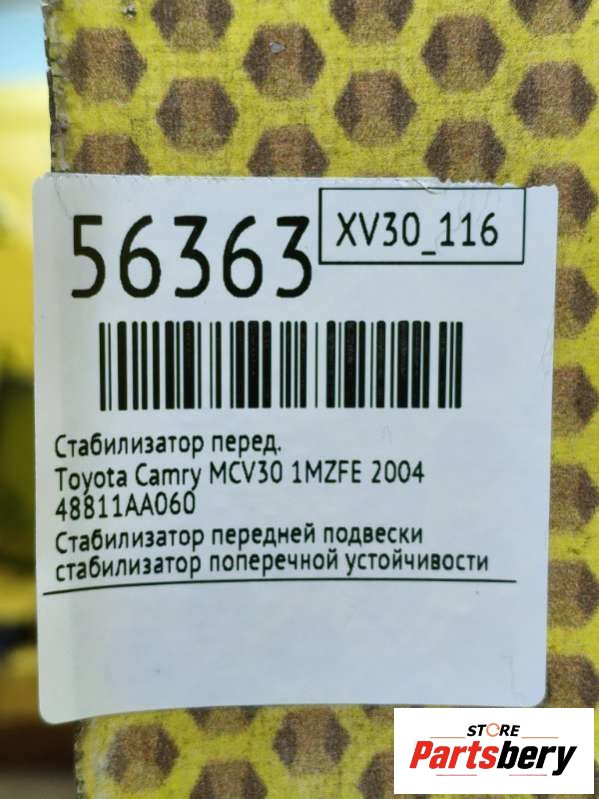 56363
XV30_116
Стабилизатор перед.
Toyota Camry MCV30 1MZFE 2004
48811AA060
Стабилизатор передней подвески
стабилизатор поперечной устойчивости
STORE
Partsbery